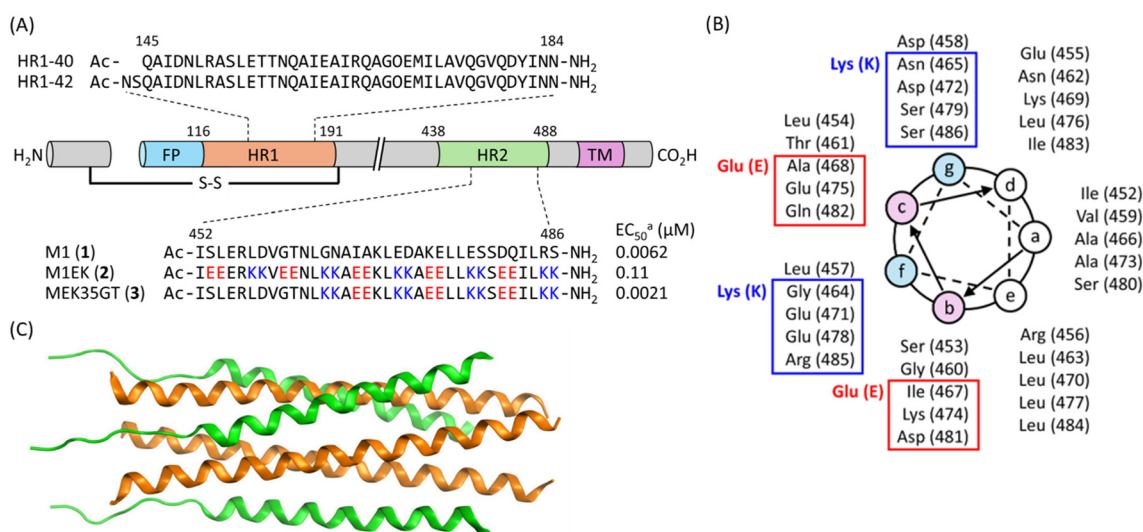 (A)
145 184
HR1-40 Ac- QAIDNLRASLETTNQAIEAIRQAGQEMILAVQGVQDYINN-NH₂
HR1-42 Ac-NSQAIDNLRASLETTNQAIEAIRQAGQEMILAVQGVQDYINN-NH₂
116 191 438 488
H₂N FP HR1 HR2 TM CO₂H
S-S
452 486 EC₅₀ᵃ (μM)
M1 (1) Ac-ISLERLDVGTNLGNAIAKLEDAKELLESSDQILRS-NH₂ 0.0062
M1EK (2) Ac-IEEERKKVEENLKKAEEKLKKAEELLKKSEEILKK-NH₂ 0.11
MEK35GT (3) Ac-ISLERLDVGTNLKKAEEKLKKAEELLKKSEEILKK-NH₂ 0.0021
(C)
(B)
Asp (458)
Lys (K)
Asn (465)
Asp (472)
Ser (479)
Ser (486)
Glu (455)
Asn (462)
Lys (469)
Leu (476)
Ile (483)
Leu (454)
Thr (461)
Glu (E)
Ala (468)
Glu (475)
Gln (482)
g
d
c
a
f
e
b
Ile (452)
Val (459)
Ala (466)
Ala (473)
Ser (480)
Leu (457)
Lys (K)
Gly (464)
Glu (471)
Glu (478)
Arg (485)
Ser (453)
Gly (460)
Glu (E)
Ile (467)
Lys (474)
Asp (481)
Arg (456)
Leu (463)
Leu (470)
Leu (477)
Leu (484)